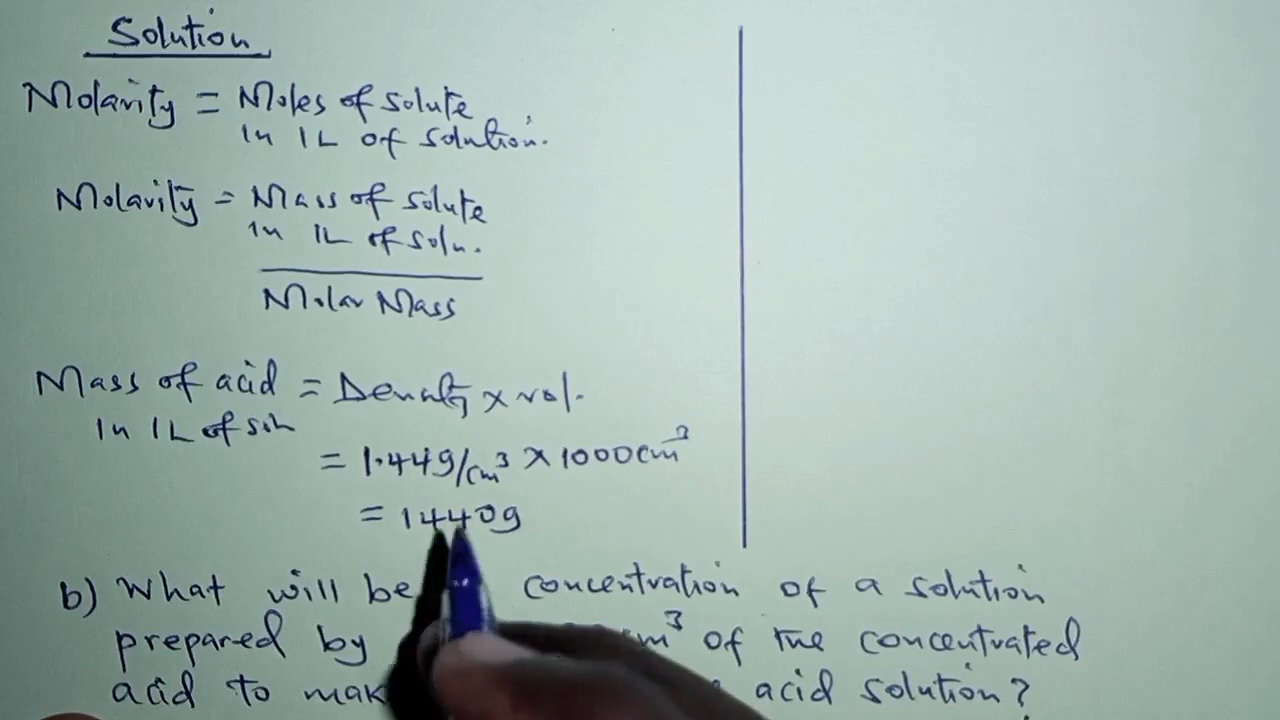 Solution
Molarity = Moles of solute
in 1L of solution.
Molarity = Mass of solute
in 1L of soln.
Molar Mass
Mass of acid = Density x vol.
in 1L of soln
= 1.44g/cm³ x 1000cm³
= 1440g
b) What will be concentration of a solution
prepared by cm³ of the concentrated
acid to acid solution?